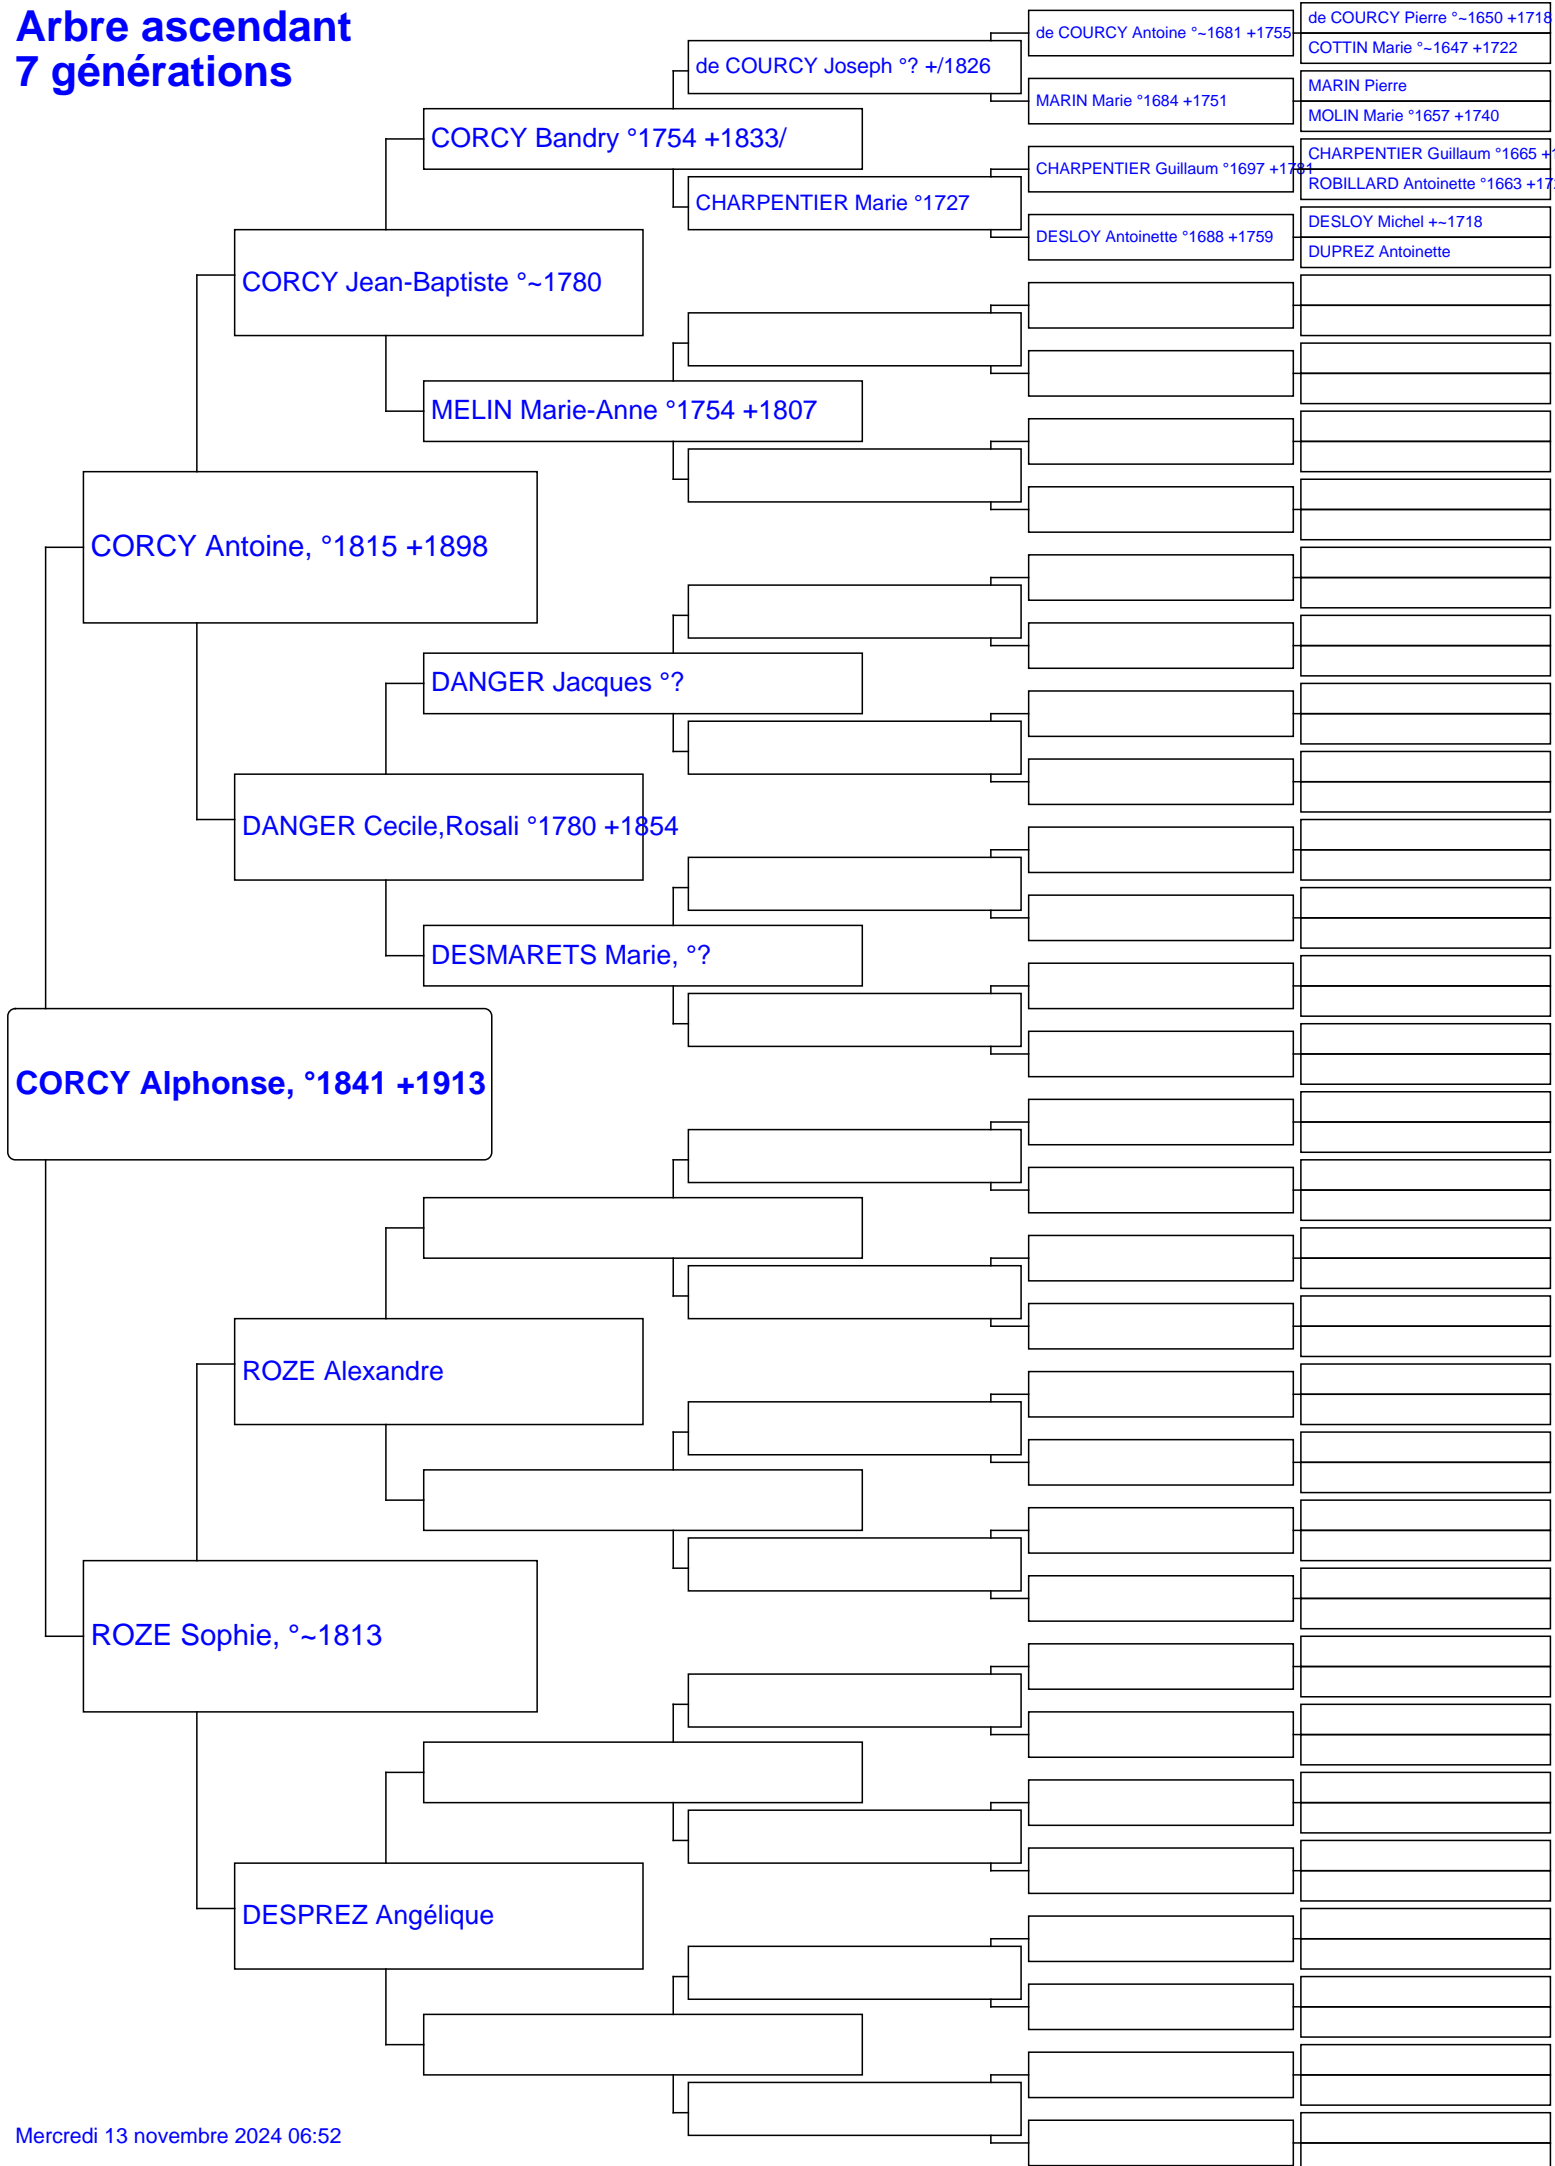 Arbre ascendant
7 générations
de COURCY Pierre °~1650 +1718
de COURCY Antoine °~1681 +1755
COTTIN Marie °~1647 +1722
de COURCY Joseph °? +/1826
MARIN Pierre
MARIN Marie °1684 +1751
MOLIN Marie °1657 +1740
CORCY Bandry °1754 +1833/
CHARPENTIER Guillaum °1665 +1
CHARPENTIER Guillaum °1697 +1781
ROBILLARD Antoinette °1663 +17
CHARPENTIER Marie °1727
DESLOY Michel +~1718
DESLOY Antoinette °1688 +1759
DUPREZ Antoinette
CORCY Jean-Baptiste °~1780
MELIN Marie-Anne °1754 +1807
CORCY Antoine, °1815 +1898
DANGER Jacques °?
DANGER Cecile,Rosali °1780 +1854
DESMARETS Marie, °?
CORCY Alphonse, °1841 +1913
ROZE Alexandre
ROZE Sophie, °~1813
DESPREZ Angélique
Mercredi 13 novembre 2024 06:52